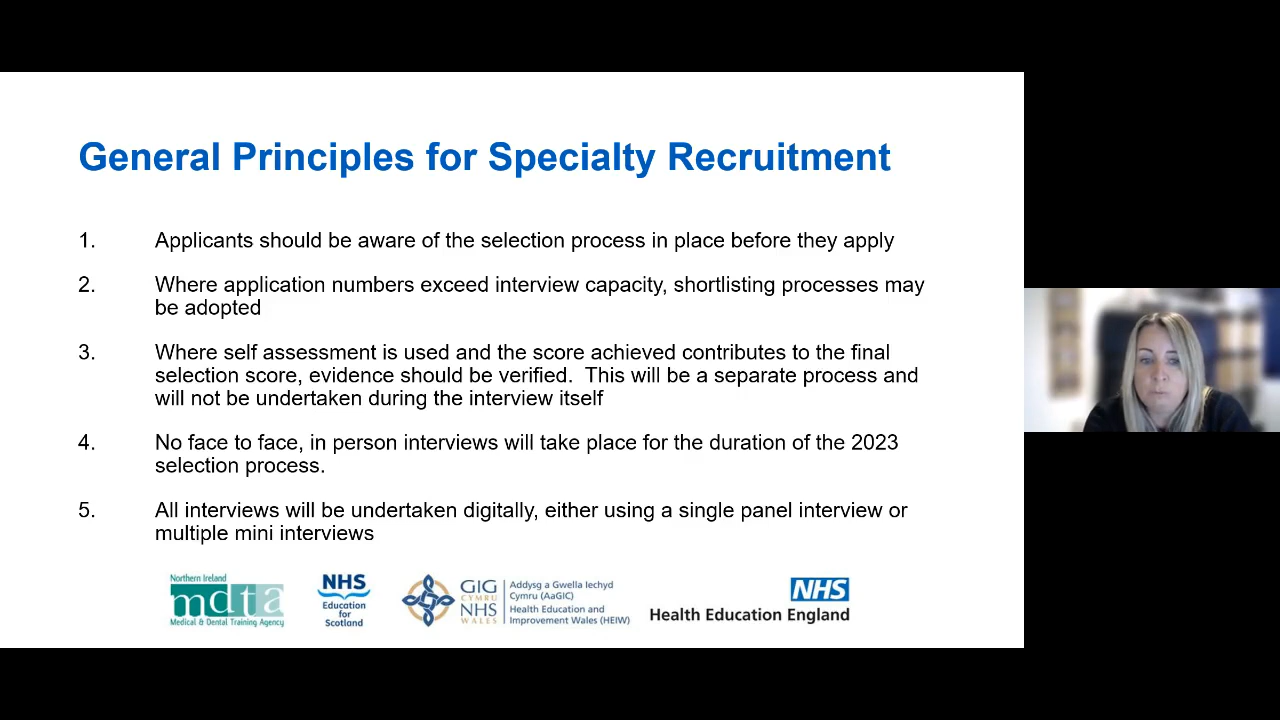 General Principles for Specialty Recruitment
1. Applicants should be aware of the selection process in place before they apply
2. Where application numbers exceed interview capacity, shortlisting processes may
be adopted
3. Where self assessment is used and the score achieved contributes to the final
selection score, evidence should be verified.  This will be a separate process and
will not be undertaken during the interview itself
4. No face to face, in person interviews will take place for the duration of the 2023
selection process.
5. All interviews will be undertaken digitally, either using a single panel interview or
multiple mini interviews
Northern Ireland
mdta
Medical & Dental Training Agency
NHS
Education
for
Scotland
GIG
CYMRU
NHS
WALES
Addysg a Gwella Iechyd
Cymru (AaGIC)
Health Education and
Improvement Wales (HEIW)
NHS
Health Education England